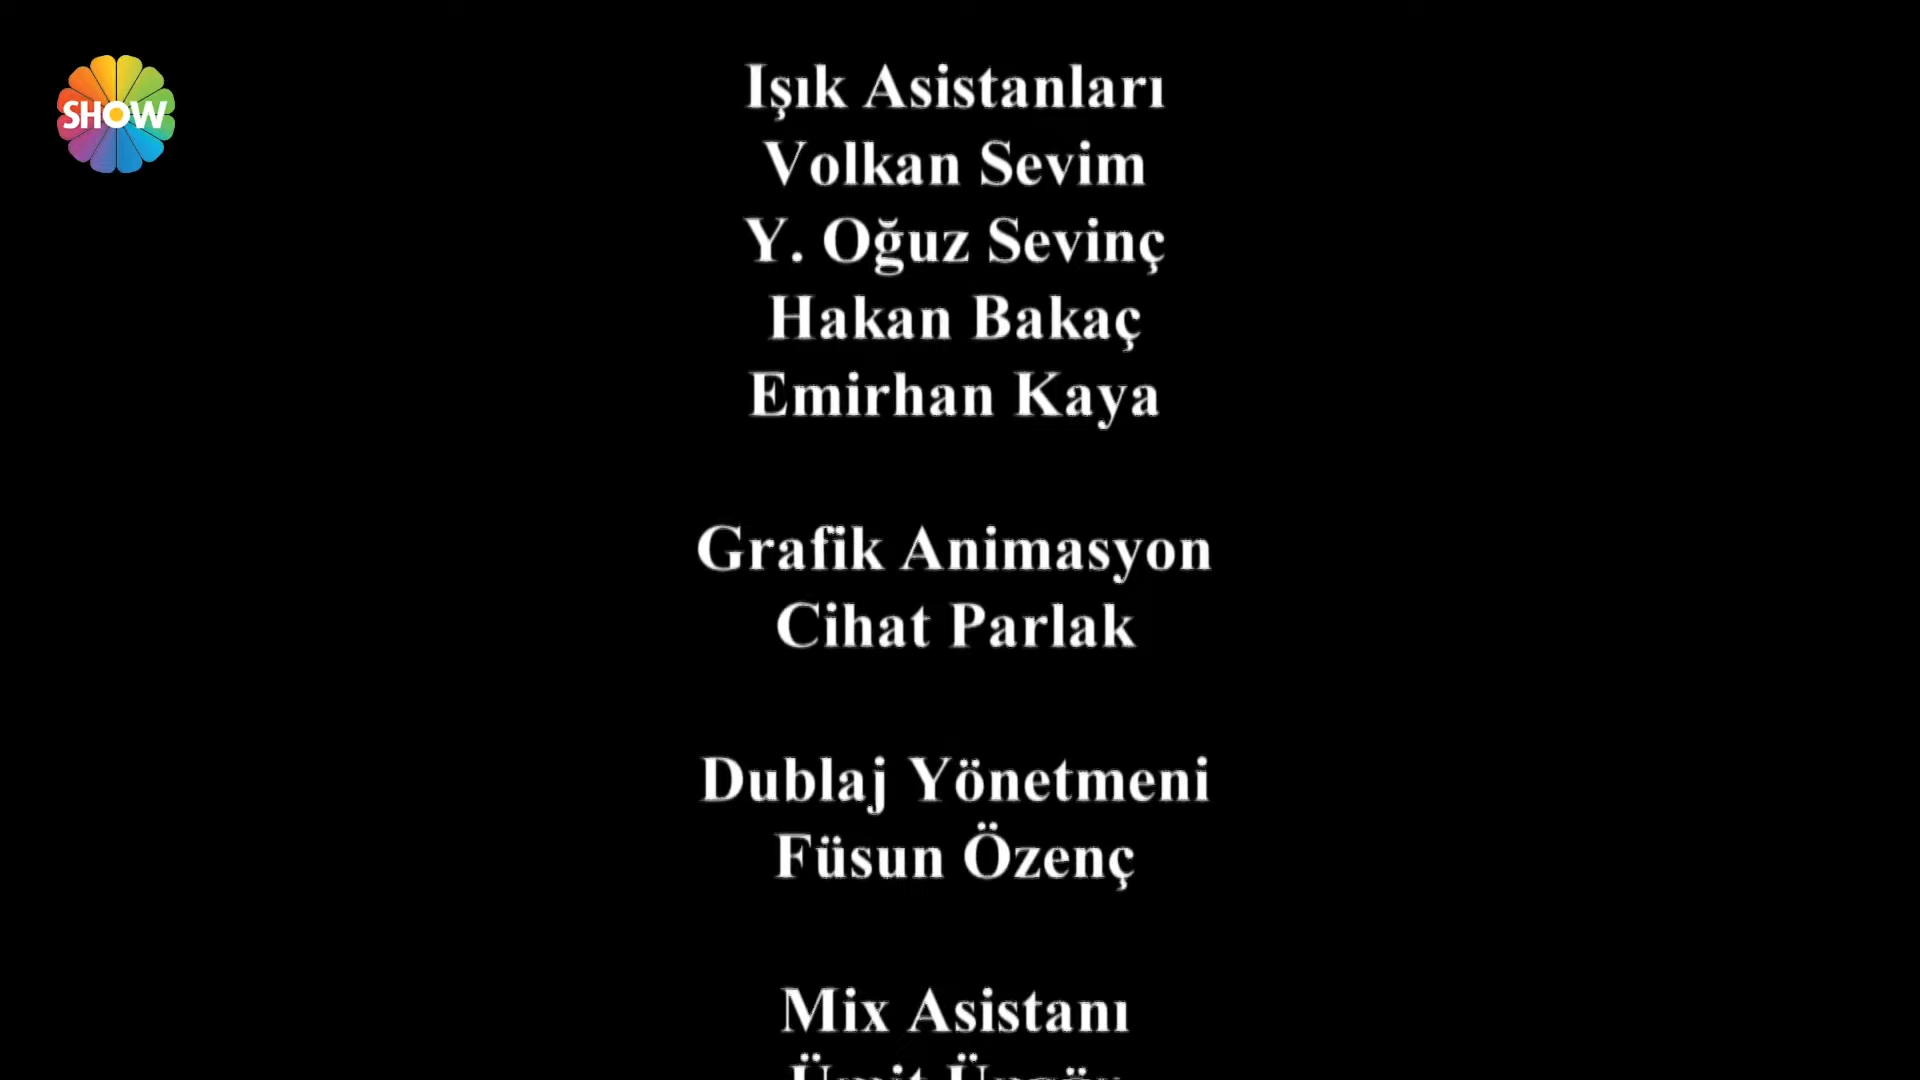 SHOW
Işık Asistanları
Volkan Sevim
Y. Oğuz Sevinç
Hakan Bakaç
Emirhan Kaya
Grafik Animasyon
Cihat Parlak
Dublaj Yönetmeni
Füsun Özenç
Mix Asistanı